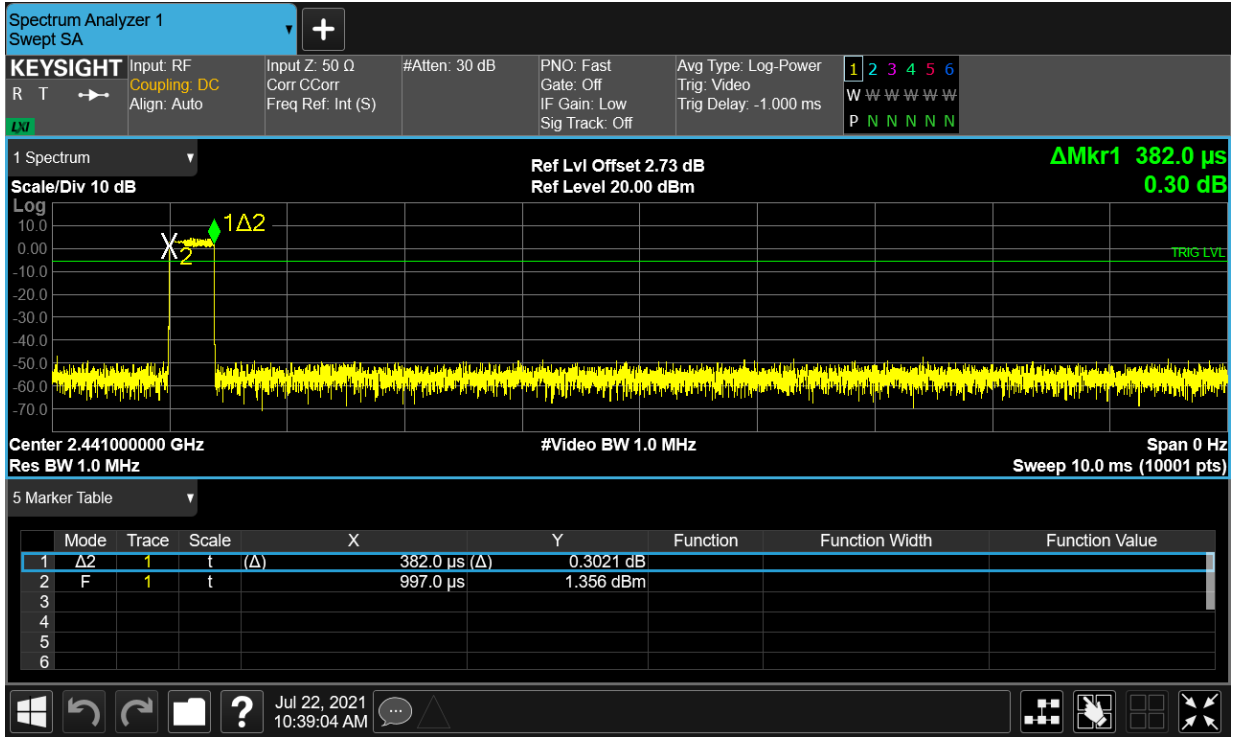 Spectrum Analyzer 1
Swept SA
KEYSIGHT
R T
LXI
Input: RF
Coupling: DC
Align: Auto
Input Z: 50 Ω
Corr CCorr
Freq Ref: Int (S)
#Atten: 30 dB
PNO: Fast
Gate: Off
IF Gain: Low
Sig Track: Off
Avg Type: Log-Power
Trig: Video
Trig Delay: -1.000 ms
1 2 3 4 5 6
W W W W W W
P N N N N N
1 Spectrum
Scale/Div 10 dB
Ref Lvl Offset 2.73 dB
Ref Level 20.00 dBm
ΔMkr1 382.0 µs
0.30 dB
Log
10.0
0.00
-10.0
-20.0
-30.0
-40.0
-50.0
-60.0
-70.0
1Δ2
2
TRIG LVL
Center 2.441000000 GHz
Res BW 1.0 MHz
#Video BW 1.0 MHz
Span 0 Hz
Sweep 10.0 ms (10001 pts)
5 Marker Table
Mode Trace Scale X Y Function Function Width Function Value
1 Δ2 1 t (Δ) 382.0 µs (Δ) 0.3021 dB
2 F 1 t 997.0 µs 1.356 dBm
3
4
5
6
?
Jul 22, 2021
10:39:04 AM